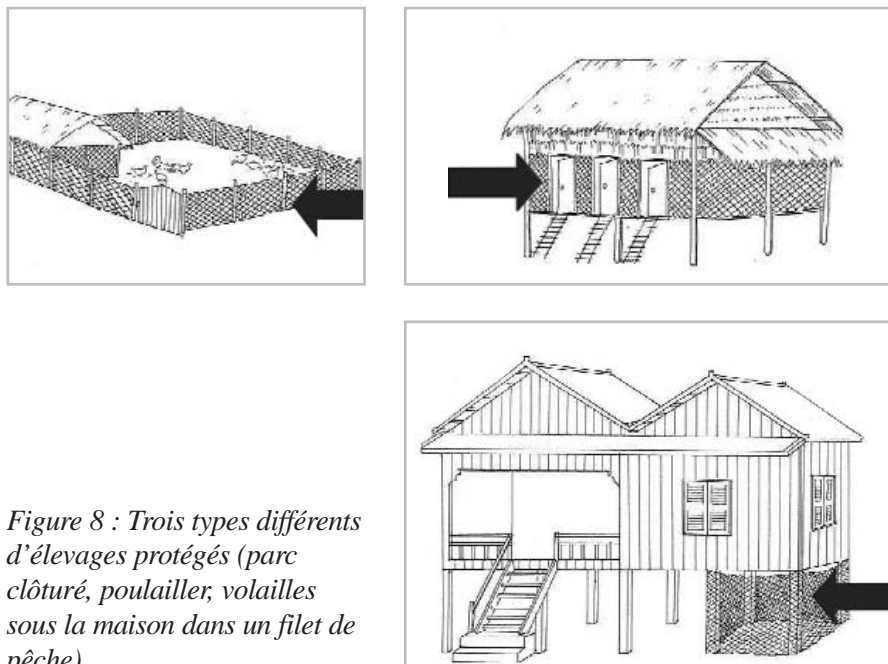 Figure 8 : Trois types différents
d’élevages protégés (parc
clôturé, poulailler, volailles
sous la maison dans un filet de
pêche)